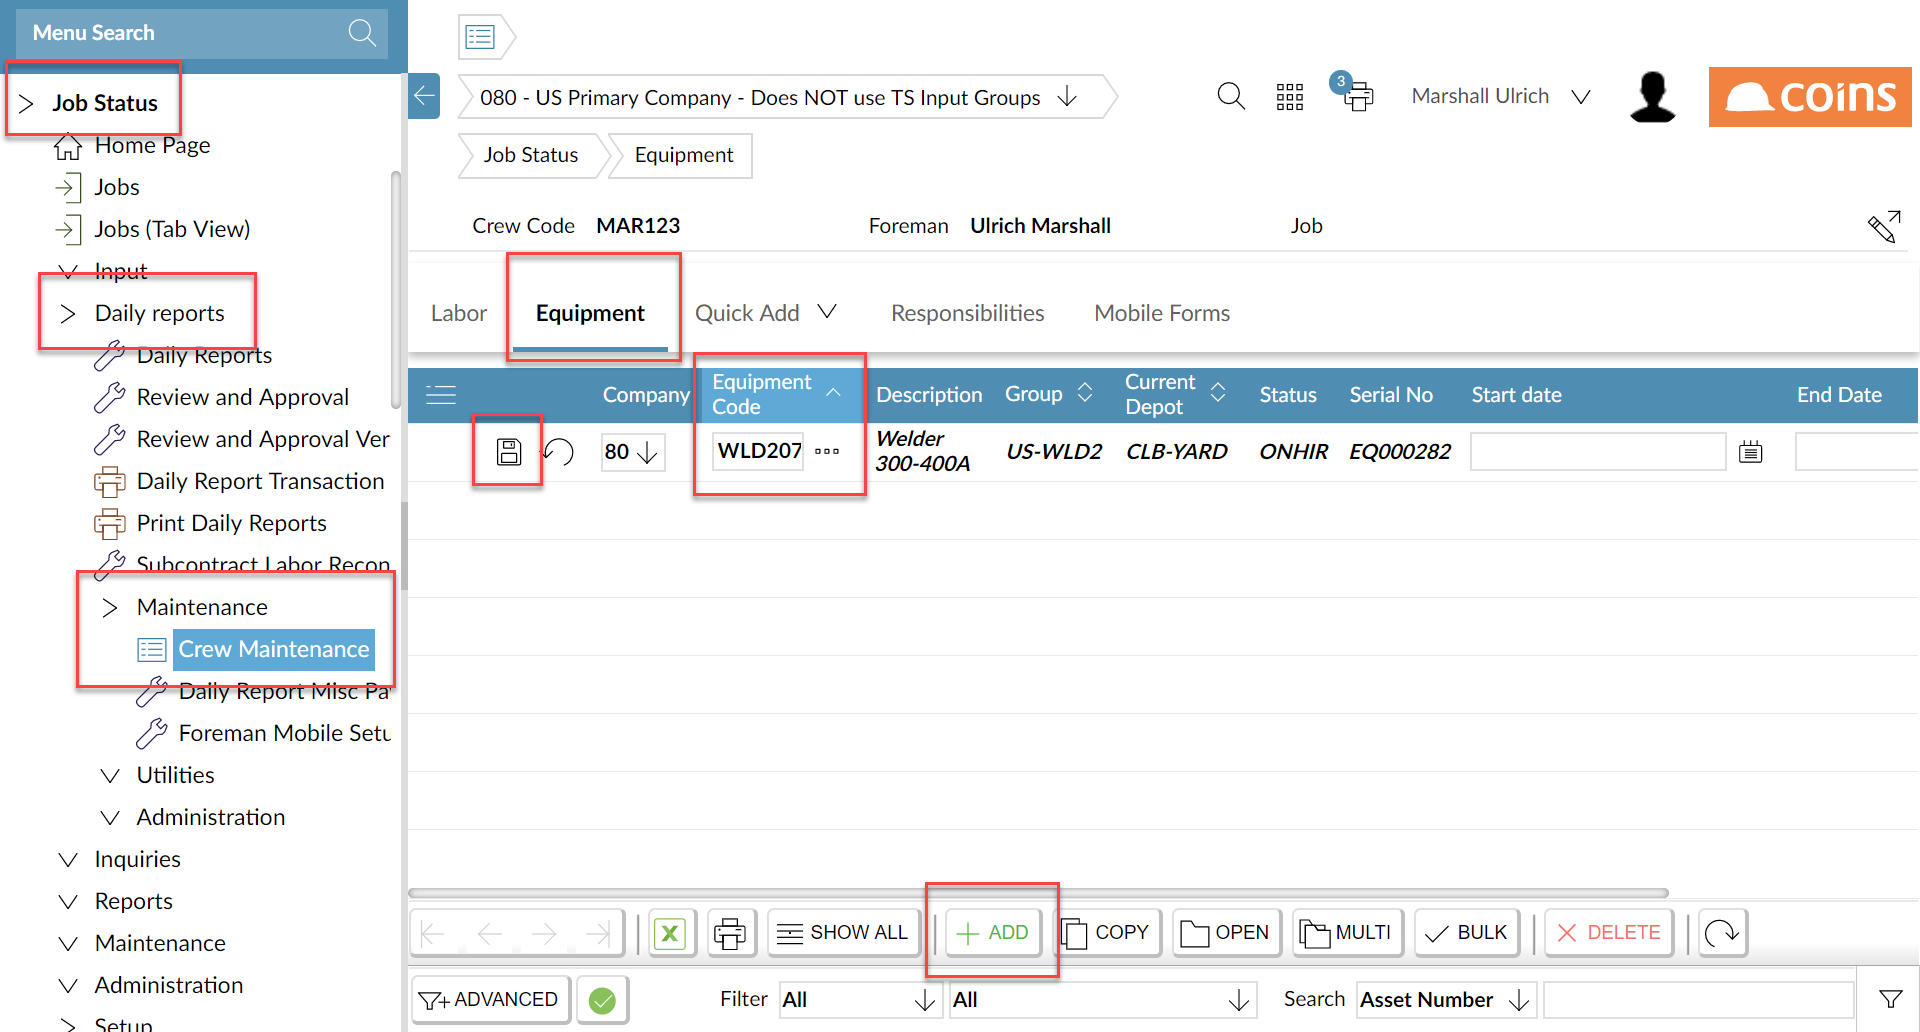 Menu Search
Job Status
Home Page
Jobs
Jobs (Tab View)
Input
Daily reports
Daily Reports
Review and Approval
Review and Approval Ver
Daily Report Transaction
Print Daily Reports
Subcontract Labor Recon
Maintenance
Crew Maintenance
Daily Report Misc Pa
Foreman Mobile Setu
Utilities
Administration
Inquiries
Reports
Maintenance
Administration
Setup
080 - US Primary Company - Does NOT use TS Input Groups
3
Marshall Ulrich
coins
Job Status
Equipment
Crew Code MAR123 Foreman Ulrich Marshall Job
Labor Equipment Quick Add Responsibilities Mobile Forms
Company Equipment Code Description Group Current Depot Status Serial No Start date End Date
80 WLD207 Welder 300-400A US-WLD2 CLB-YARD ONHIR EQ000282
SHOW ALL ADD COPY OPEN MULTI BULK DELETE
ADVANCED Filter All All Search Asset Number